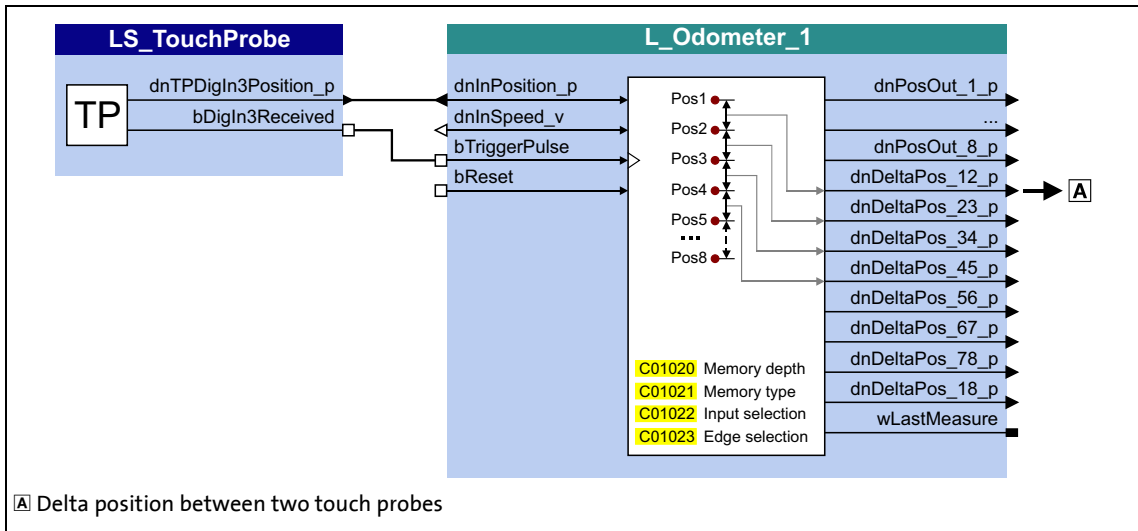 LS_TouchProbe
TP
dnTPDigIn3Position_p
bDigIn3Received
L_Odometer_1
dnInPosition_p
dnInSpeed_v
bTriggerPulse
bReset
Pos1
Pos2
Pos3
Pos4
Pos5
...
Pos8
C01020 Memory depth
C01021 Memory type
C01022 Input selection
C01023 Edge selection
dnPosOut_1_p
...
dnPosOut_8_p
dnDeltaPos_12_p
dnDeltaPos_23_p
dnDeltaPos_34_p
dnDeltaPos_45_p
dnDeltaPos_56_p
dnDeltaPos_67_p
dnDeltaPos_78_p
dnDeltaPos_18_p
wLastMeasure
A
A Delta position between two touch probes